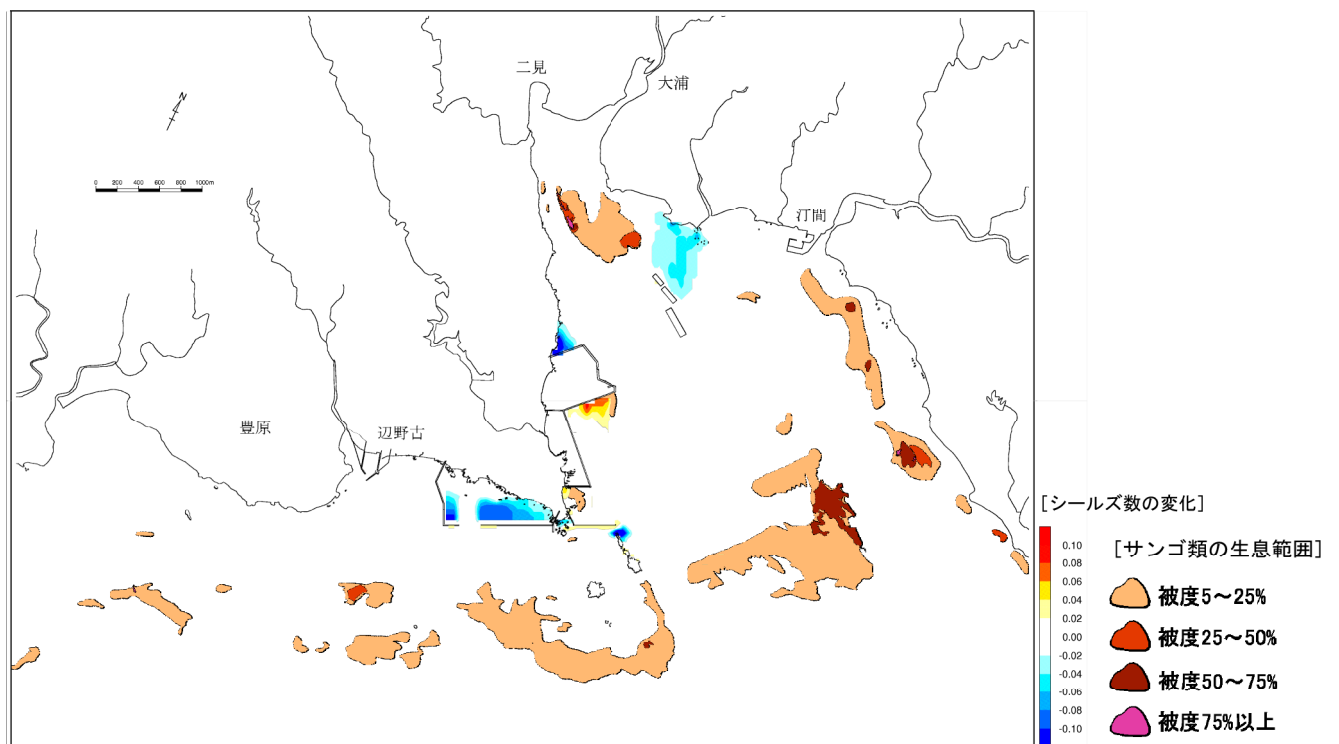 二見
大浦
N
0 200 400 600 800 1000m
汀間
豊原
辺野古
[シールズ数の変化]
0.10
0.08
0.06
0.04
0.02
0.00
-0.02
-0.04
-0.06
-0.08
-0.10
[サンゴ類の生息範囲]
被度5~25%
被度25~50%
被度50~75%
被度75%以上